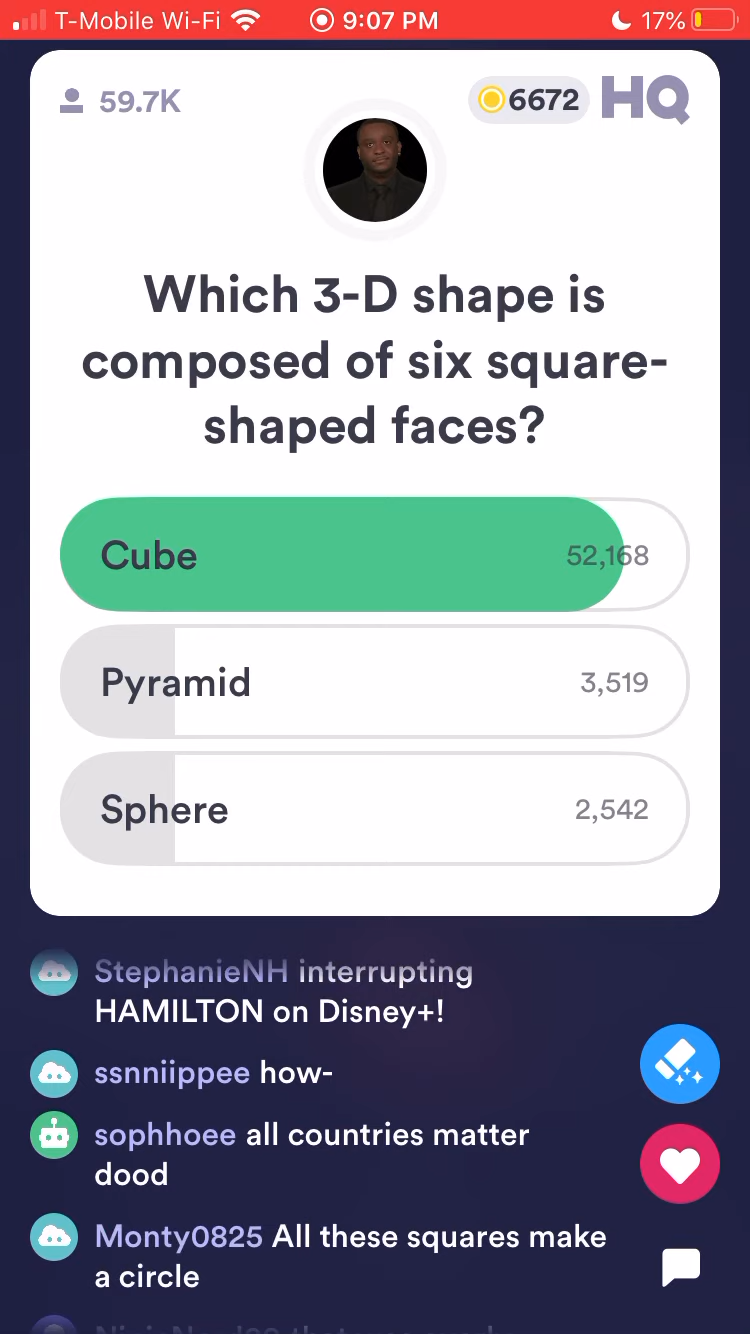 T-Mobile Wi-Fi 9:07 PM 17%
59.7K 6672 HQ
Which 3-D shape is
composed of six square-
shaped faces?
Cube 52,168
Pyramid 3,519
Sphere 2,542
StephanieNH interrupting
HAMILTON on Disney+!
ssnniippee how-
sophhoee all countries matter
dood
Monty0825 All these squares make
a circle